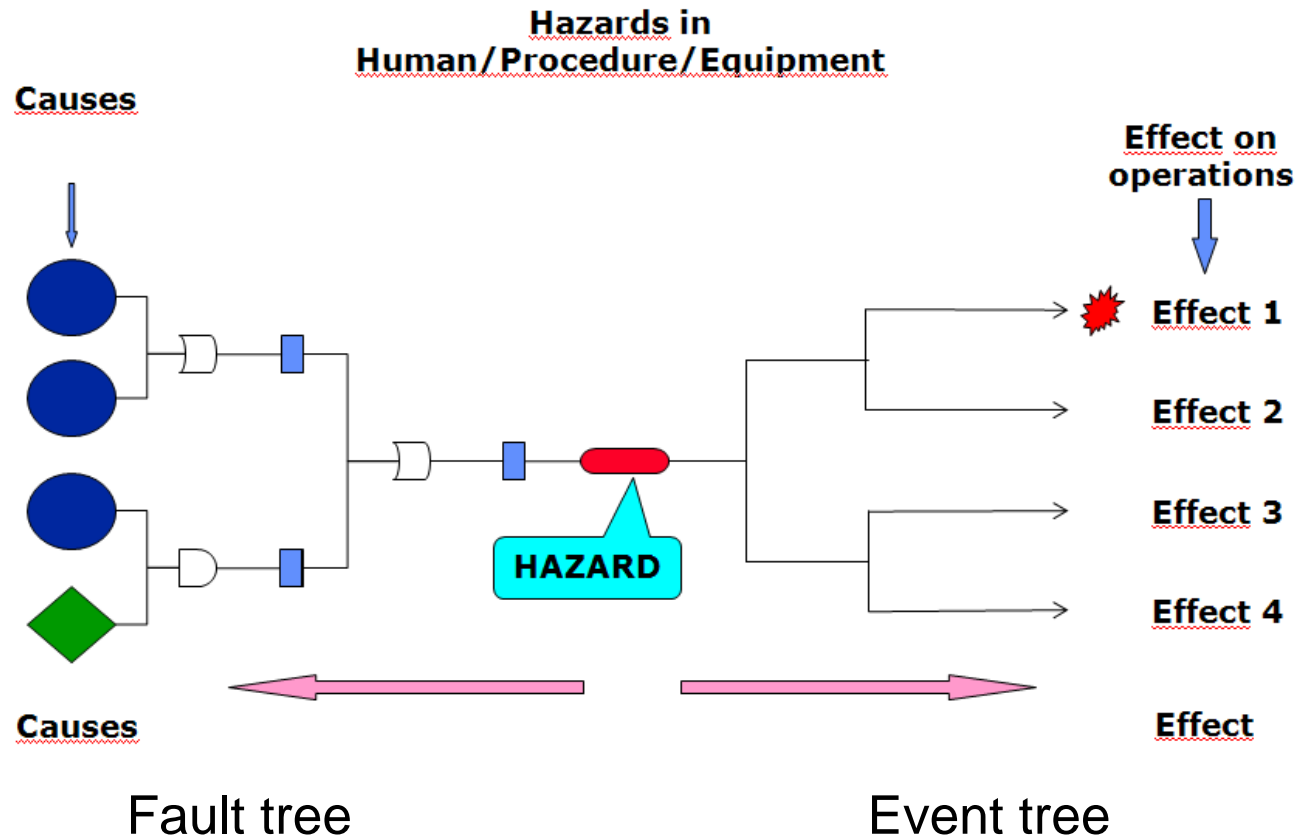 Hazards in
Human/Procedure/Equipment
Causes
Effect on
operations
Effect 1
Effect 2
Effect 3
HAZARD
Effect 4
Causes
Effect
Fault tree
Event tree